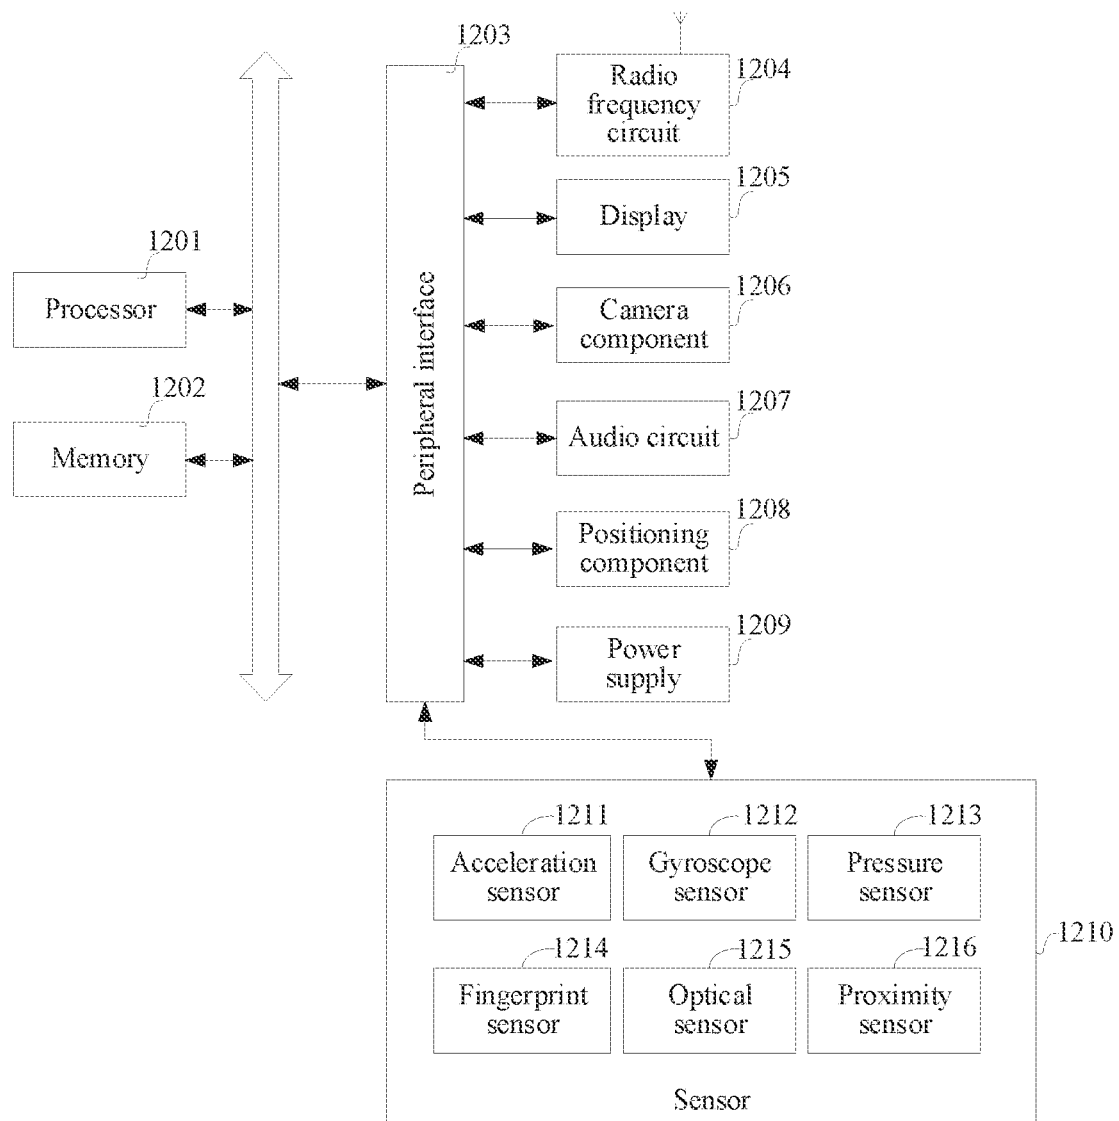 1203
Radio
frequency
circuit
1204
Display
1205
1201
Processor
Camera
component
1206
Peripheral interface
1202
Memory
Audio circuit
1207
Positioning
component
1208
Power
supply
1209
1211
1212
1213
Acceleration
sensor
Gyroscope
sensor
Pressure
sensor
1210
1214
1215
1216
Fingerprint
sensor
Optical
sensor
Proximity
sensor
Sensor